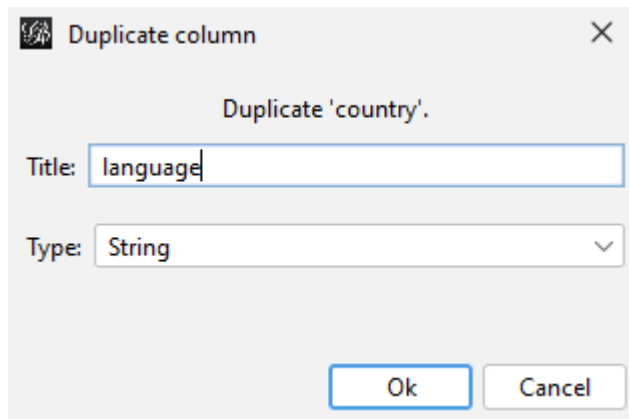 Duplicate column
Duplicate 'country'.
Title: language
Type: String
Ok Cancel